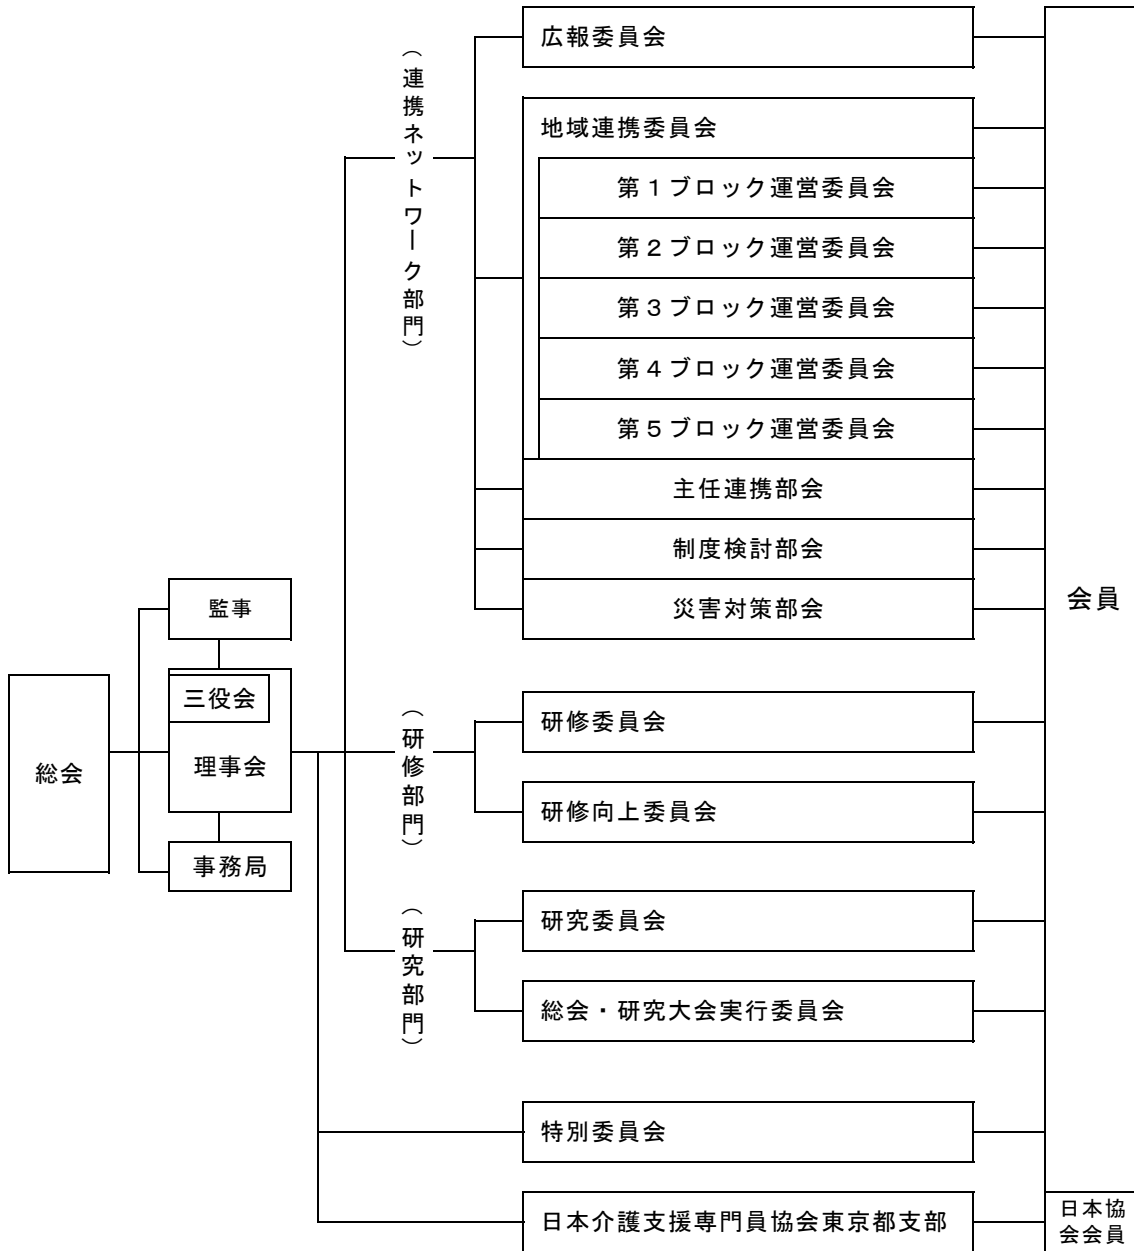 総会
監事
三役会
理事会
事務局
（連携ネットワーク部門）
広報委員会
地域連携委員会
第１ブロック運営委員会
第２ブロック運営委員会
第３ブロック運営委員会
第４ブロック運営委員会
第５ブロック運営委員会
主任連携部会
制度検討部会
災害対策部会
（研修部門）
研修委員会
研修向上委員会
（研究部門）
研究委員会
総会・研究大会実行委員会
特別委員会
日本介護支援専門員協会東京都支部
会員
日本協
会会員